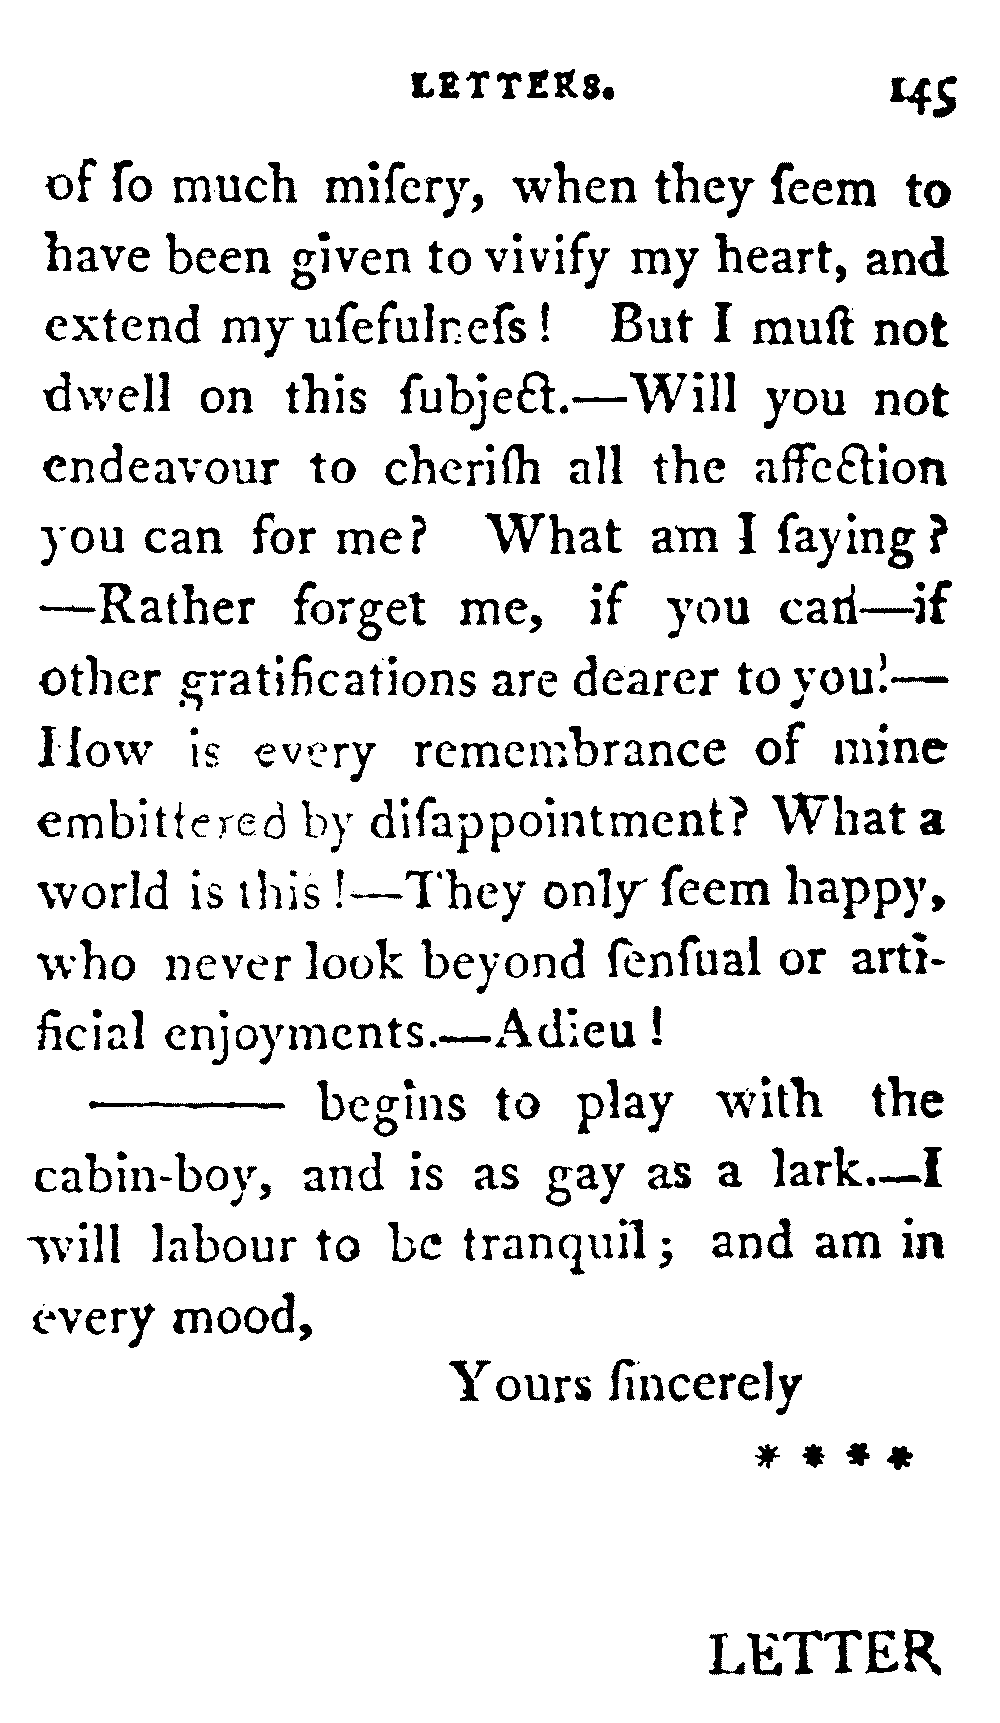 LETTERS. 145
of ſo much miſery, when they ſeem to
have been given to vivify my heart, and
extend my uſefulneſs! But I muſt not
dwell on this ſubject.—Will you not
endeavour to cheriſh all the affection
you can for me? What am I ſaying?
—Rather forget me, if you can—if
other gratifications are dearer to you!—
How is every remembrance of mine
embittered by diſappointment? What a
world is this!—They only ſeem happy,
who never look beyond ſenſual or arti-
ficial enjoyments.—Adieu!
——— begins to play with the
cabin-boy, and is as gay as a lark.—I
will labour to be tranquil; and am in
every mood,
Yours ſincerely
* * * *
LETTER